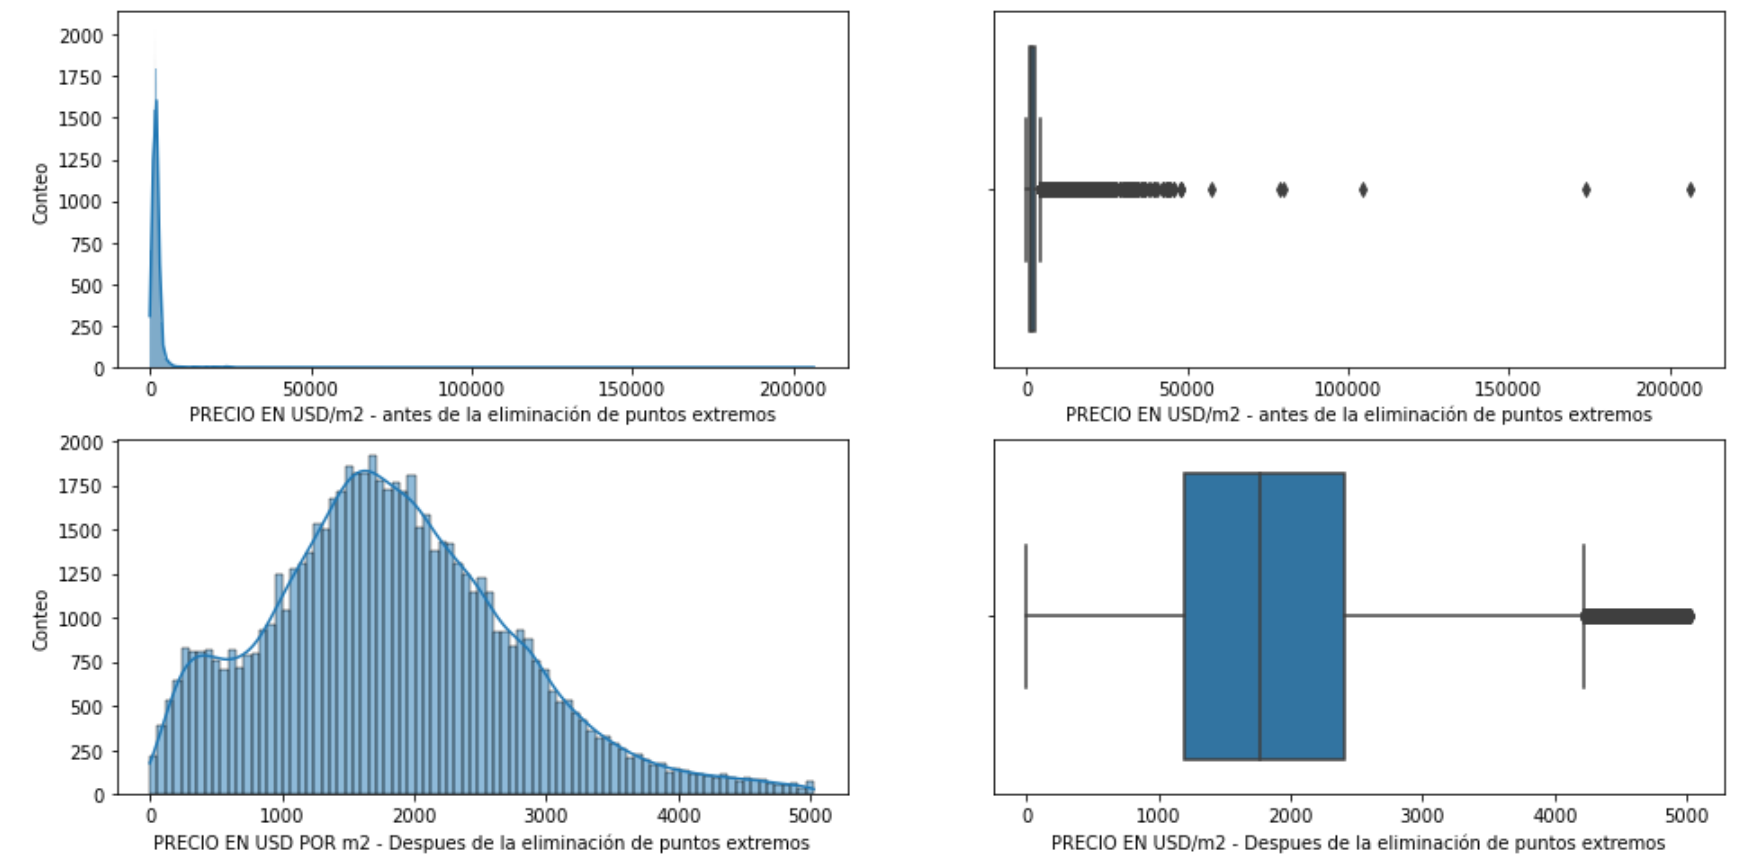 2000
1750
1500
1250
1000
750
500
250
0
Conteo
0 50000 100000 150000 200000
PRECIO EN USD/m2 - antes de la eliminación de puntos extremos
0 50000 100000 150000 200000
PRECIO EN USD/m2 - antes de la eliminación de puntos extremos
2000
1750
1500
1250
1000
750
500
250
0
Conteo
0 1000 2000 3000 4000 5000
PRECIO EN USD POR m2 - Despues de la eliminación de puntos extremos
0 1000 2000 3000 4000 5000
PRECIO EN USD/m2 - Despues de la eliminación de puntos extremos